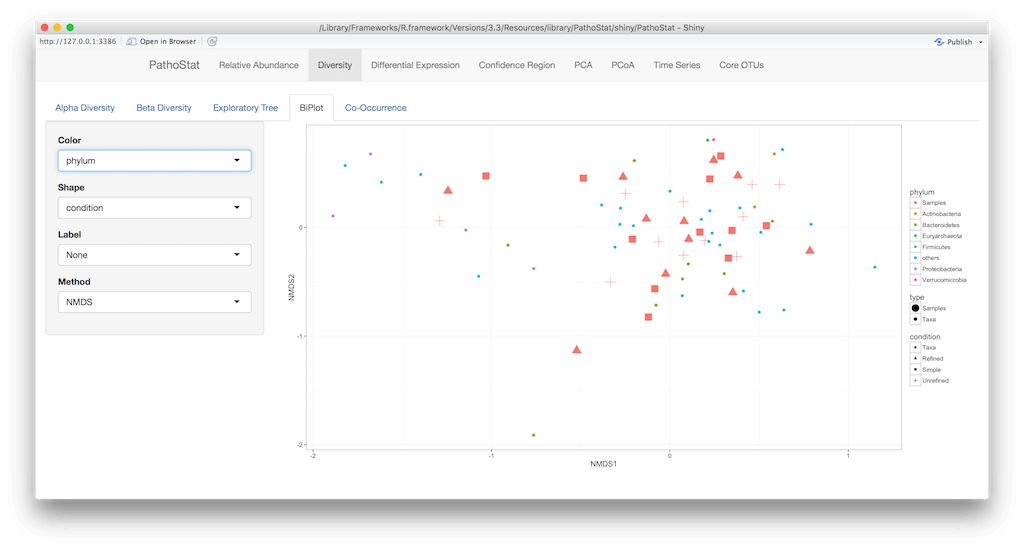 /Library/Frameworks/R.framework/Versions/3.3/Resources/library/PathoStat/shiny/PathoStat - Shiny
http://127.0.0.1:3386 Open in Browser Publish
PathoStat Relative Abundance Diversity Differential Expression Confidence Region PCA PCoA Time Series Core OTUs
Alpha Diversity Beta Diversity Exploratory Tree BiPlot Co-Occurrence
Color
phylum
Shape
condition
Label
None
Method
NMDS
NMDS2
0
-1
-2
-2 -1 0 1
NMDS1
phylum
Samples
Actinobacteria
Bacteroidetes
Euryarchaeota
Firmicutes
others
Proteobacteria
Verrucomicrobia
type
Samples
Taxa
condition
Taxa
Refined
Simple
Unrefined